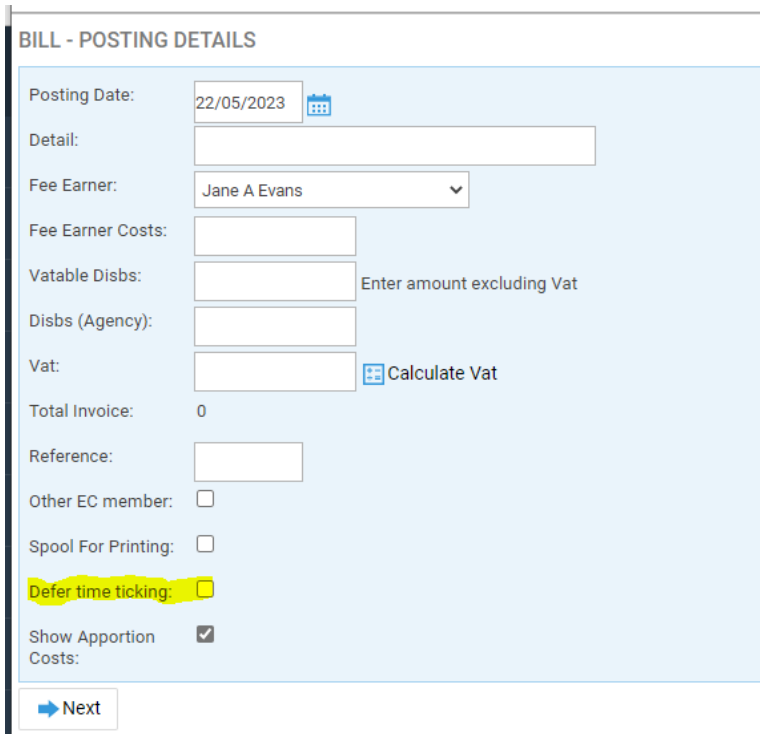 BILL - POSTING DETAILS
Posting Date: 22/05/2023
Detail:
Fee Earner: Jane A Evans
Fee Earner Costs:
Vatable Disbs: Enter amount excluding Vat
Disbs (Agency):
Vat: Calculate Vat
Total Invoice: 0
Reference:
Other EC member:
Spool For Printing:
Defer time ticking:
Show Apportion
Costs:
Next